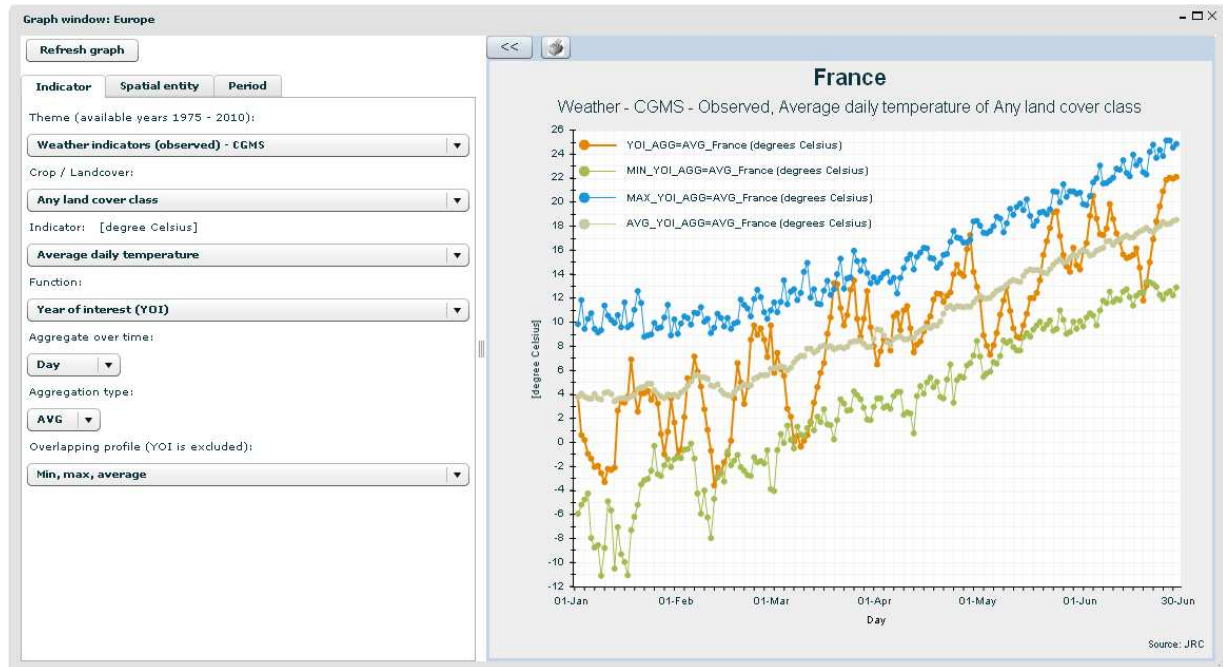 Graph window: Europe
Refresh graph
Indicator Spatial entity Period
Theme (available years 1975 - 2010):
Weather indicators (observed) - CGMS
Crop / Landcover:
Any land cover class
Indicator: [degree Celsius]
Average daily temperature
Function:
Year of interest (YOI)
Aggregate over time:
Day
Aggregation type:
AVG
Overlapping profile (YOI is excluded):
Min, max, average
<<
France
Weather - CGMS - Observed, Average daily temperature of Any land cover class
YOI_AGG=AVG_France (degrees Celsius)
MIN_YOI_AGG=AVG_France (degrees Celsius)
MAX_YOI_AGG=AVG_France (degrees Celsius)
AVG_YOI_AGG=AVG_France (degrees Celsius)
[degree Celsius]
26
24
22
20
18
16
14
12
10
8
6
4
2
0
-2
-4
-6
-8
-10
-12
01-Jan 01-Feb 01-Mar 01-Apr 01-May 01-Jun 30-Jun
Day
Source: JRC